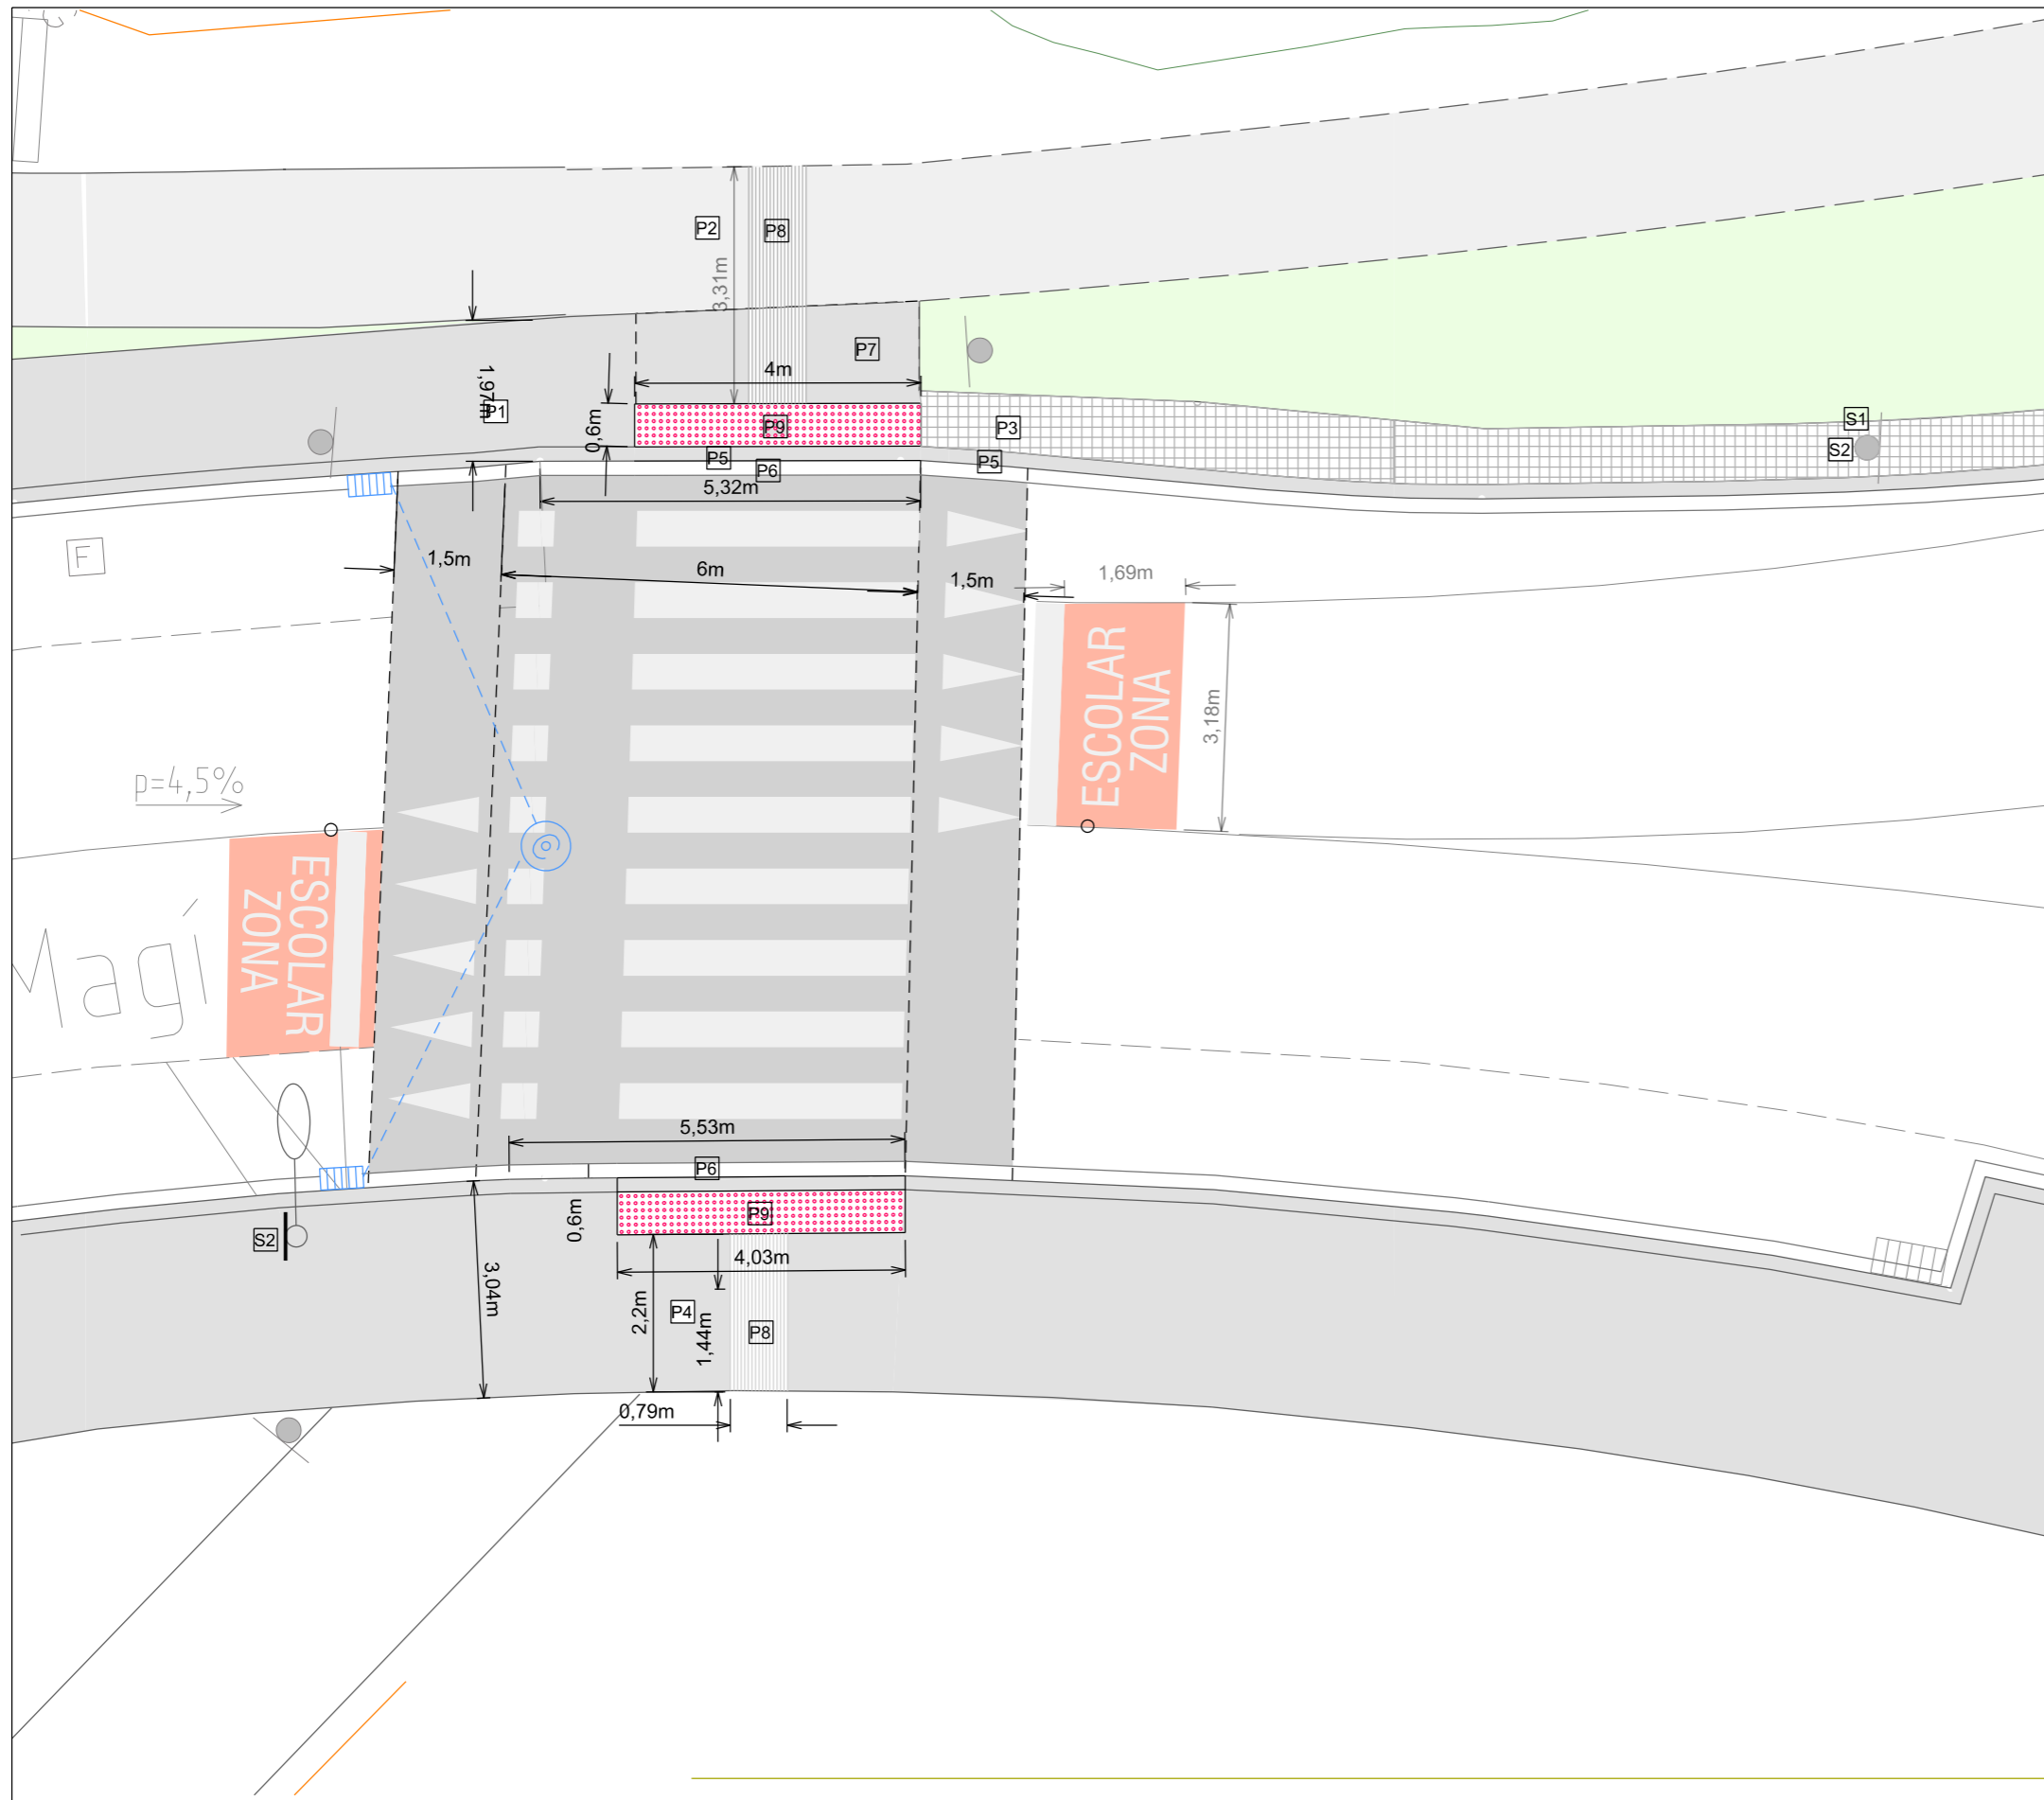 P2
P8
3,31m
P7
4m
1,97m
P1
0,6m
P9
P3
S1
S2
P5
P6
P5
5,32m
F
1,5m
6m
1,5m
1,69m
ESCOLAR
ZONA
3,18m
p=4,5%
ESCOLAR
ZONA
Magí
5,53m
P6
0,6m
P9
S2
4,03m
3,04m
P4
2,2m
1,44m
P8
0,79m